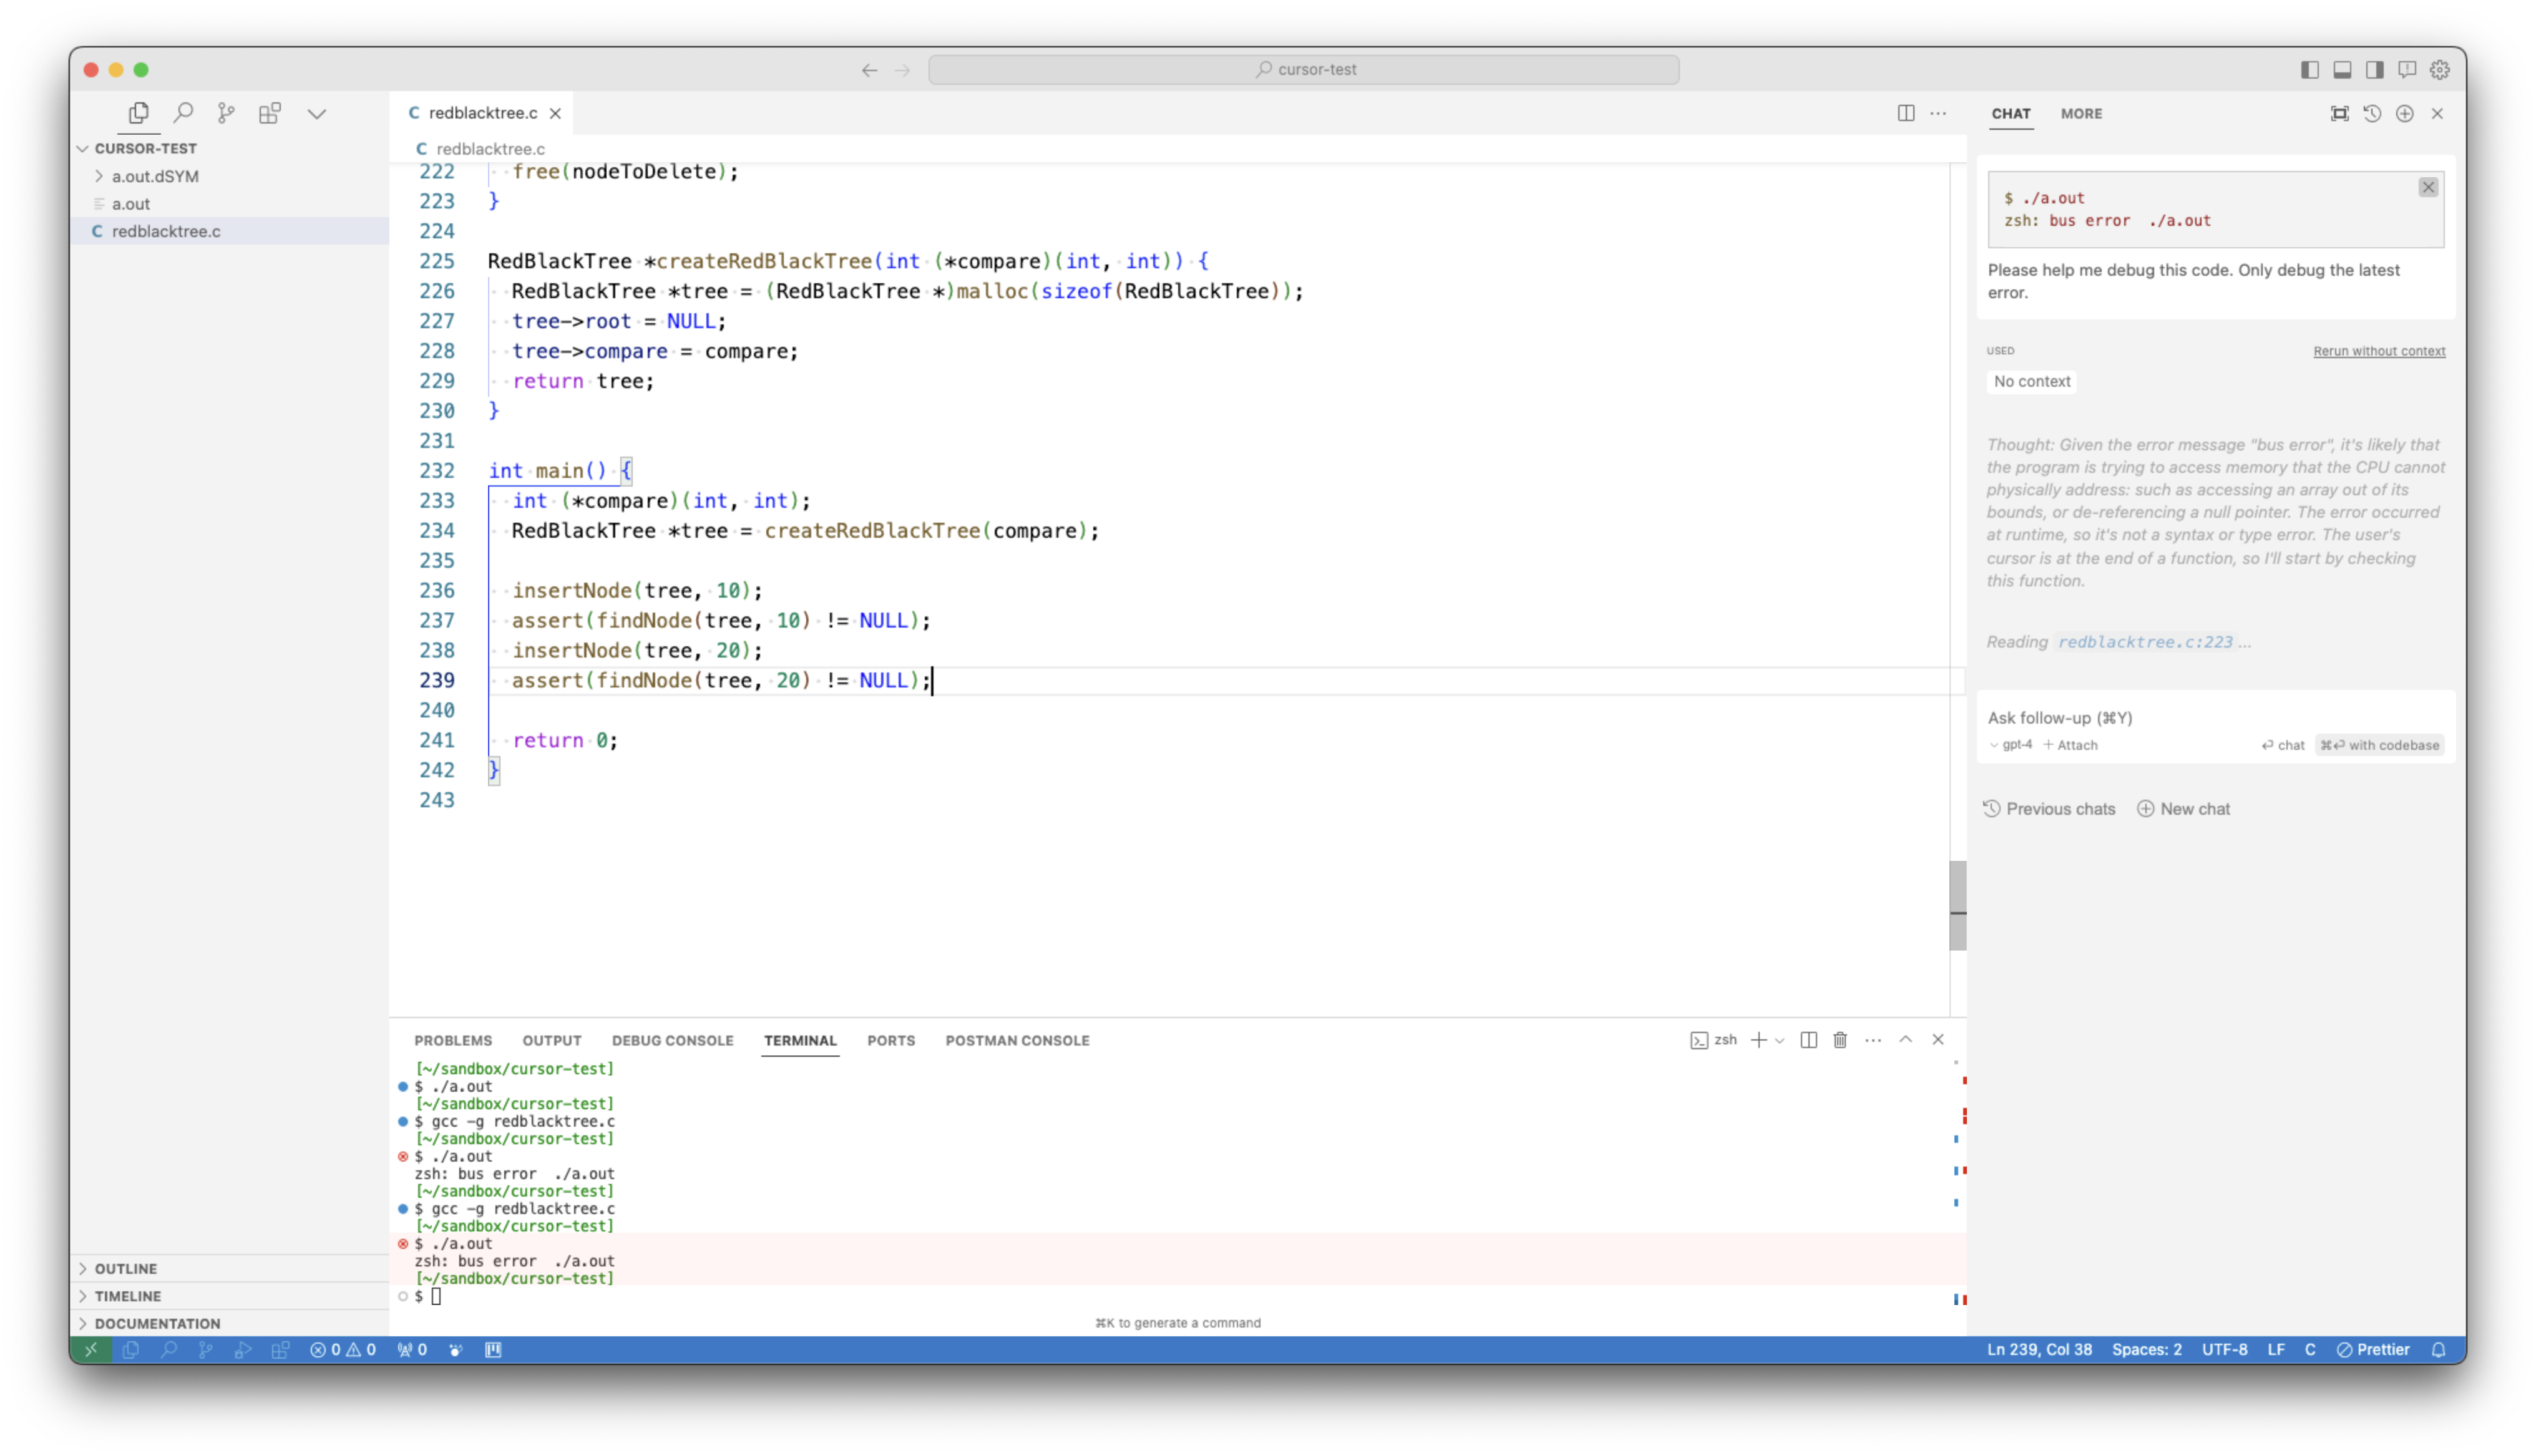 cursor-test
CURSOR-TEST
a.out.dSYM
a.out
C redblacktree.c
OUTLINE
TIMELINE
DOCUMENTATION
C redblacktree.c
C redblacktree.c
222 free(nodeToDelete);
223 }
224
225 RedBlackTree *createRedBlackTree(int (*compare)(int, int)) {
226 RedBlackTree *tree = (RedBlackTree *)malloc(sizeof(RedBlackTree));
227 tree->root = NULL;
228 tree->compare = compare;
229 return tree;
230 }
231
232 int main() {
233 int (*compare)(int, int);
234 RedBlackTree *tree = createRedBlackTree(compare);
235
236 insertNode(tree, 10);
237 assert(findNode(tree, 10) != NULL);
238 insertNode(tree, 20);
239 assert(findNode(tree, 20) != NULL);
240
241 return 0;
242 }
243
PROBLEMS OUTPUT DEBUG CONSOLE TERMINAL PORTS POSTMAN CONSOLE
zsh
[~/sandbox/cursor-test]
$ ./a.out
[~/sandbox/cursor-test]
$ gcc -g redblacktree.c
[~/sandbox/cursor-test]
$ ./a.out
zsh: bus error ./a.out
[~/sandbox/cursor-test]
$ gcc -g redblacktree.c
[~/sandbox/cursor-test]
$ ./a.out
zsh: bus error ./a.out
[~/sandbox/cursor-test]
$
⌘K to generate a command
CHAT MORE
$ ./a.out
zsh: bus error ./a.out
Please help me debug this code. Only debug the latest
error.
USED Rerun without context
No context
Thought: Given the error message "bus error", it's likely that
the program is trying to access memory that the CPU cannot
physically address: such as accessing an array out of its
bounds, or de-referencing a null pointer. The error occurred
at runtime, so it's not a syntax or type error. The user's
cursor is at the end of a function, so I'll start by checking
this function.
Reading redblacktree.c:223 ...
Ask follow-up (⌘Y)
gpt-4 + Attach ⏎ chat ⌘⏎ with codebase
Previous chats New chat
0 0 0 Ln 239, Col 38 Spaces: 2 UTF-8 LF C Prettier